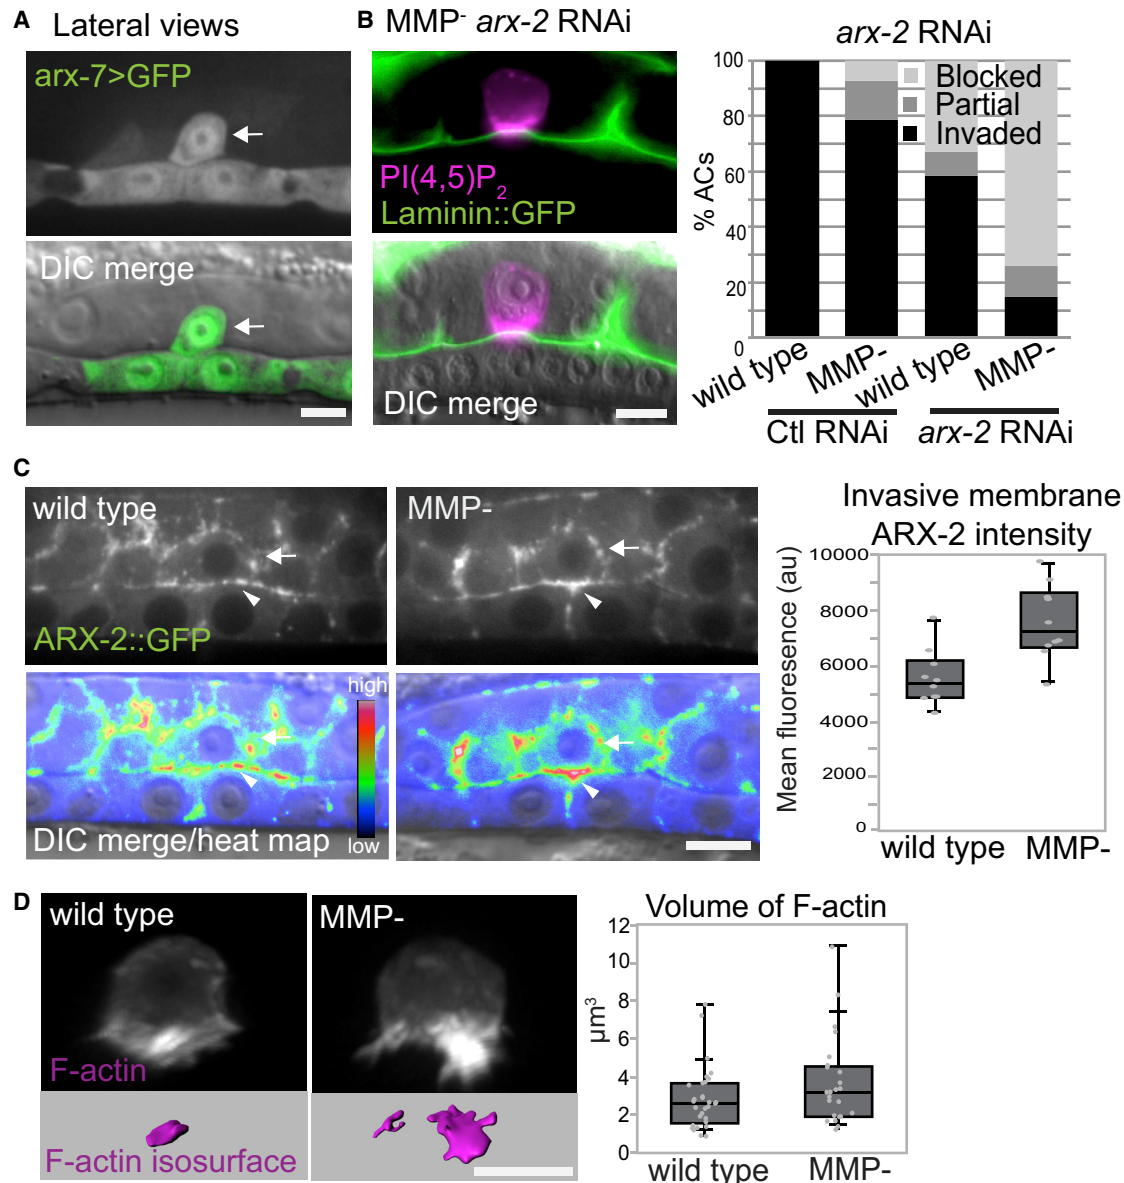 A Lateral views
arx-7>GFP
DIC merge
B MMP- arx-2 RNAi
PI(4,5)P2
Laminin::GFP
DIC merge
arx-2 RNAi
Blocked
Partial
Invaded
% ACs
100
80
60
40
20
0
wild type
MMP-
wild type
MMP-
Ctl RNAi
arx-2 RNAi
C
wild type
ARX-2::GFP
MMP-
high
low
DIC merge/heat map
Invasive membrane
ARX-2 intensity
Mean fluoresence (au)
10000
8000
6000
4000
2000
0
wild type
MMP-
D
wild type
F-actin
F-actin isosurface
MMP-
Volume of F-actin
µm3
12
10
8
6
4
2
0
wild type
MMP-